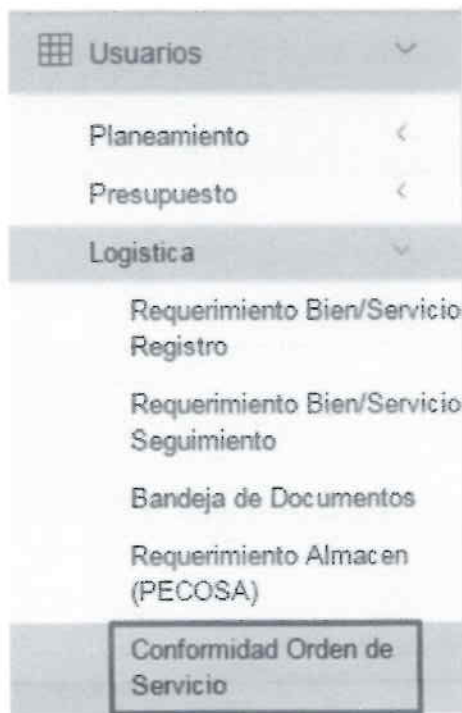 Usuarios
Planeamiento
Presupuesto
Logistica
Requerimiento Bien/Servicio
Registro
Requerimiento Bien/Servicio
Seguimiento
Bandeja de Documentos
Requerimiento Almacen
(PECOSA)
Conformidad Orden de
Servicio